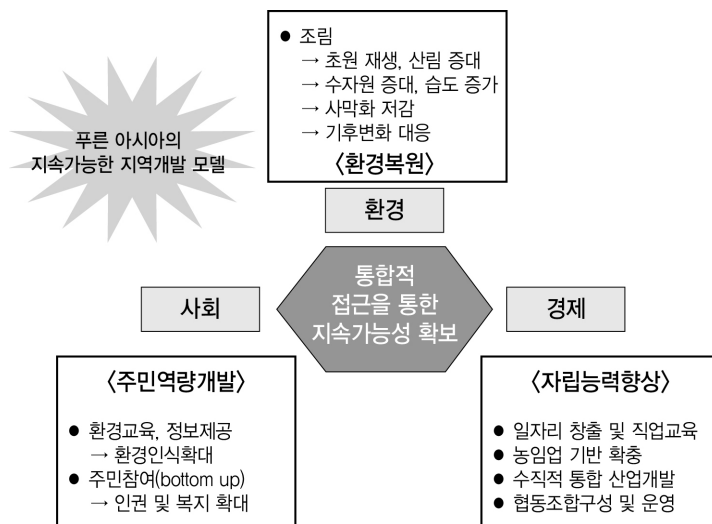 푸른 아시아의
지속가능한 지역개발 모델
● 조림
→ 초원 재생, 산림 증대
→ 수자원 증대, 습도 증가
→ 사막화 저감
→ 기후변화 대응
〈환경복원〉
환경
통합적
접근을 통한
지속가능성 확보
사회
경제
〈주민역량개발〉
● 환경교육, 정보제공
→ 환경인식확대
● 주민참여(bottom up)
→ 인권 및 복지 확대
〈자립능력향상〉
● 일자리 창출 및 직업교육
● 농임업 기반 확충
● 수직적 통합 산업개발
● 협동조합구성 및 운영